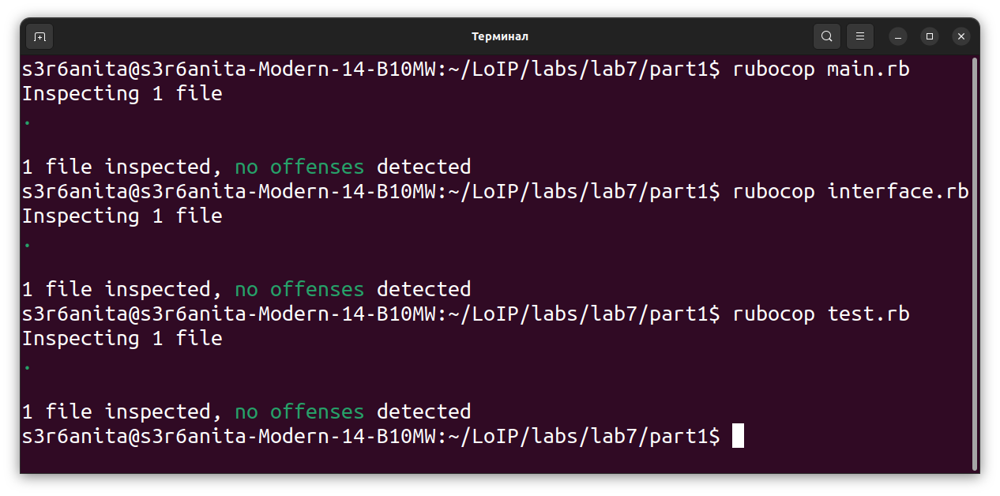 Терминал
s3r6anita@s3r6anita-Modern-14-B10MW:~/LoIP/labs/lab7/part1$ rubocop main.rb
Inspecting 1 file
.
1 file inspected, no offenses detected
s3r6anita@s3r6anita-Modern-14-B10MW:~/LoIP/labs/lab7/part1$ rubocop interface.rb
Inspecting 1 file
.
1 file inspected, no offenses detected
s3r6anita@s3r6anita-Modern-14-B10MW:~/LoIP/labs/lab7/part1$ rubocop test.rb
Inspecting 1 file
.
1 file inspected, no offenses detected
s3r6anita@s3r6anita-Modern-14-B10MW:~/LoIP/labs/lab7/part1$